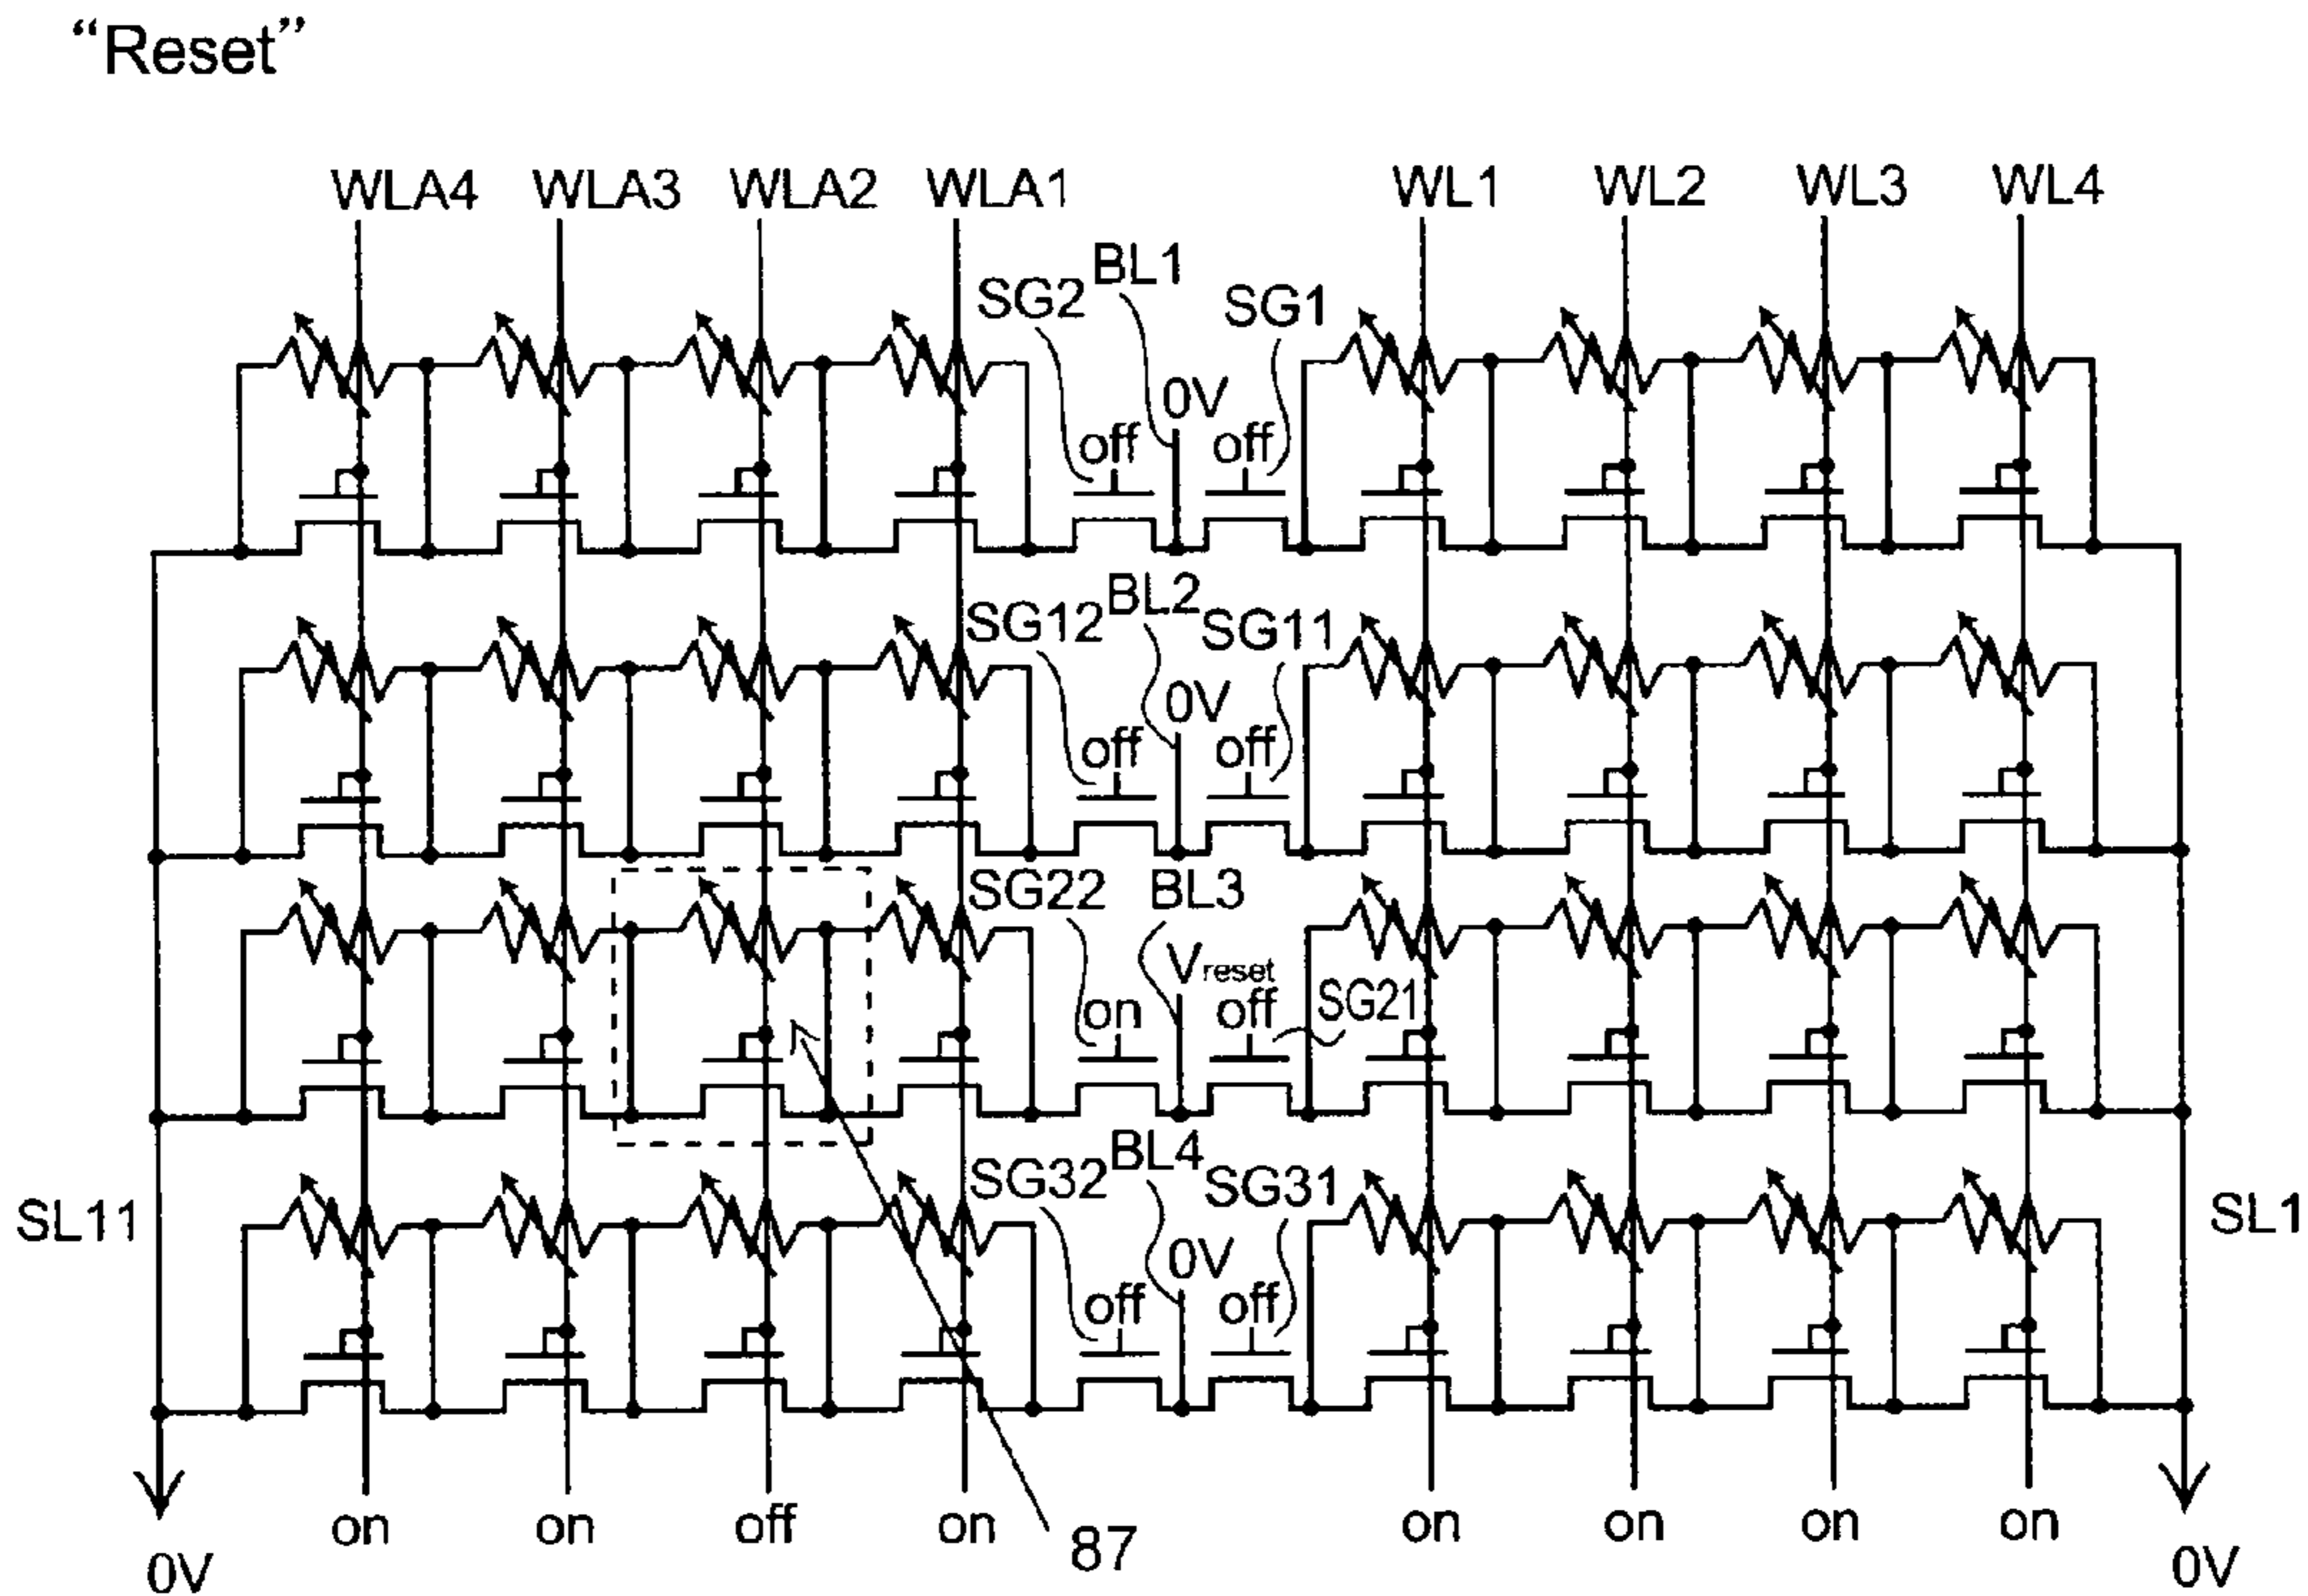 “Reset”
WLA4 WLA3 WLA2 WLA1 WL1 WL2 WL3 WL4
SG2 BL1 SG1
0V
off off
SG12 BL2 SG11
0V
off off
SG22 BL3
Vreset
on off SG21
SG32 BL4 SG31
SL11 SL1
0V
off off
on on off on on on on on
0V 87 0V